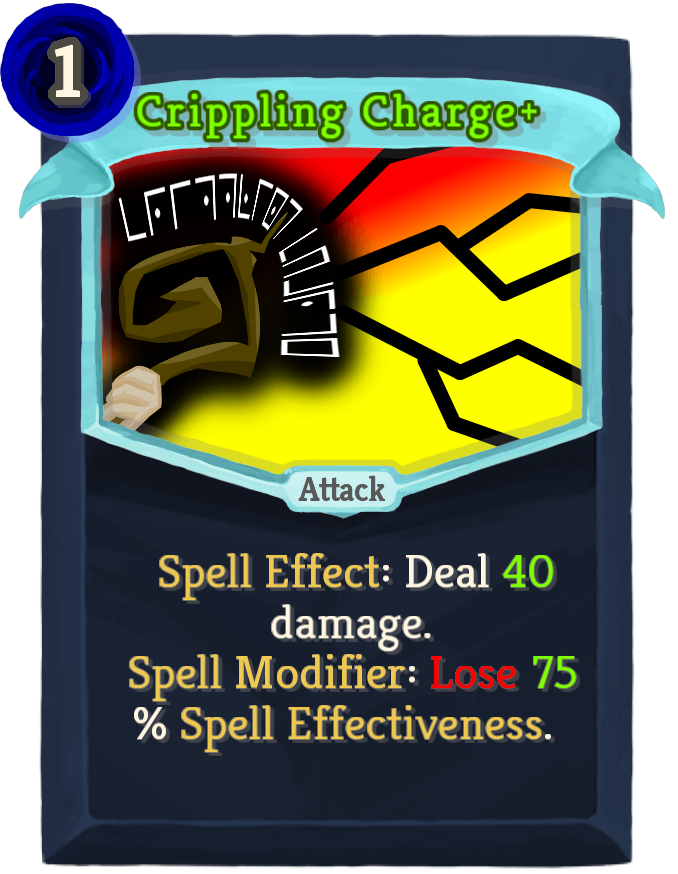 1
Crippling Charge+
Attack
Spell Effect: Deal 40
damage.
Spell Modifier: Lose 75
% Spell Effectiveness.